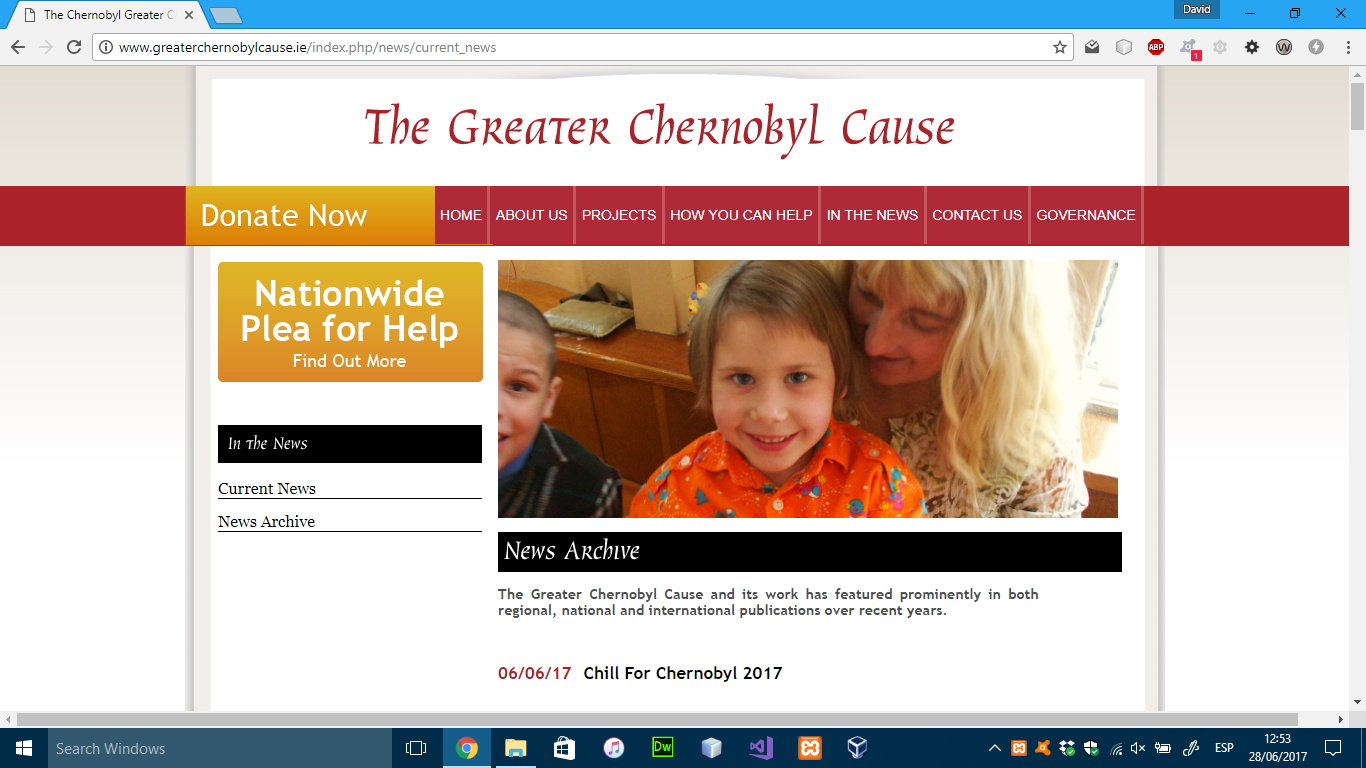 The Chernobyl Greater C
David
www.greaterchernobylcause.ie/index.php/news/current_news
ABP
1
W
The Greater Chernobyl Cause
Donate Now
HOME
ABOUT US
PROJECTS
HOW YOU CAN HELP
IN THE NEWS
CONTACT US
GOVERNANCE
Nationwide
Plea for Help
Find Out More
In the News
Current News
News Archive
News Archive
The Greater Chernobyl Cause and its work has featured prominently in both
regional, national and international publications over recent years.
06/06/17 Chill For Chernobyl 2017
Search Windows
Dw
ESP
12:53
28/06/2017